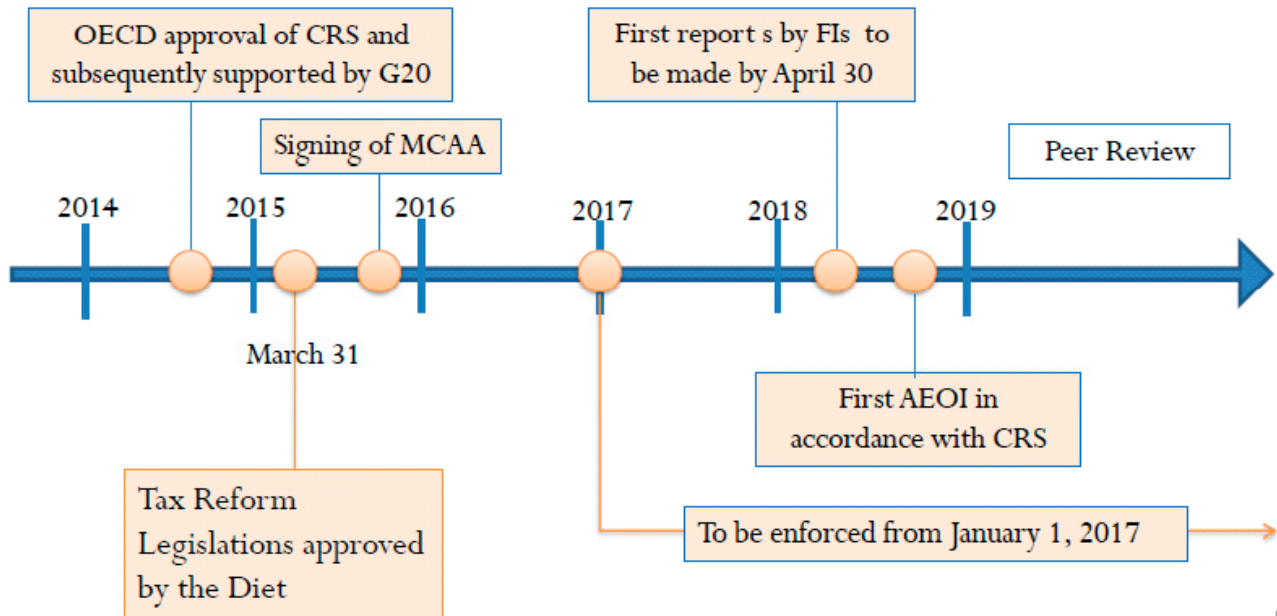 OECD approval of CRS and
subsequently supported by G20
First report s by FIs to
be made by April 30
Signing of MCAA
Peer Review
2014
2015
2016
2017
2018
2019
March 31
First AEOI in
accordance with CRS
Tax Reform
Legislations approved
by the Diet
To be enforced from January 1, 2017